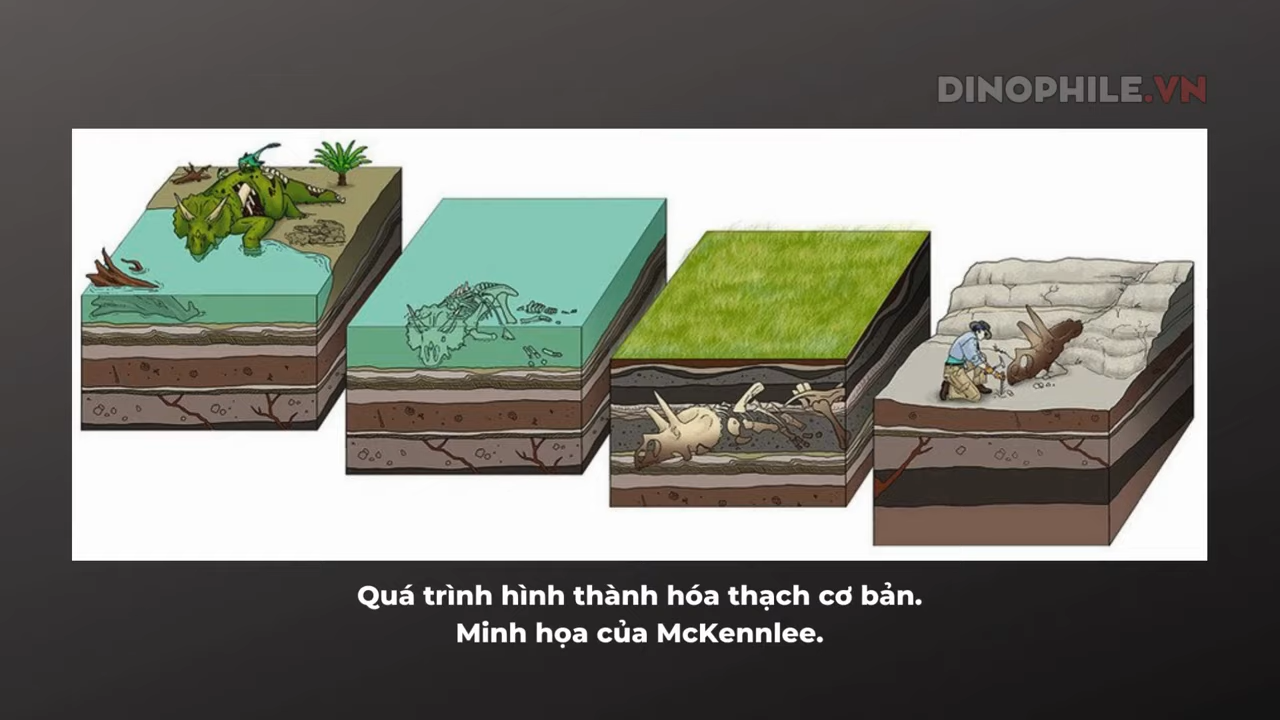 DINOPHILE.VN
Quá trình hình thành hóa thạch cơ bản.
Minh họa của McKennlee.